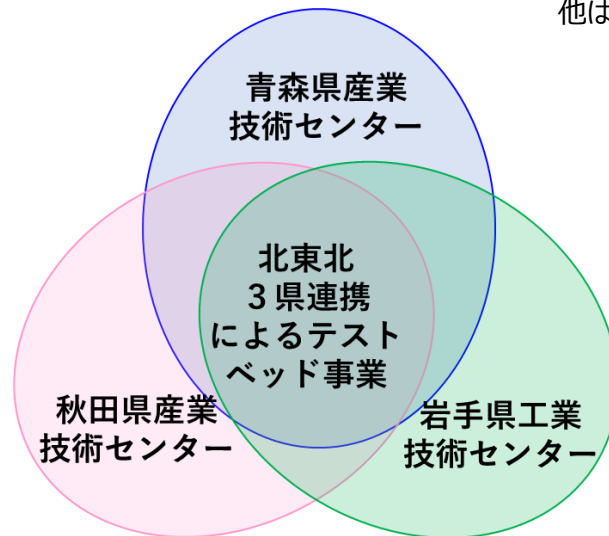 他は
青森県産業
技術センター
北東北
３県連携
によるテスト
ベッド事業
秋田県産業
技術センター
岩手県工業
技術センター